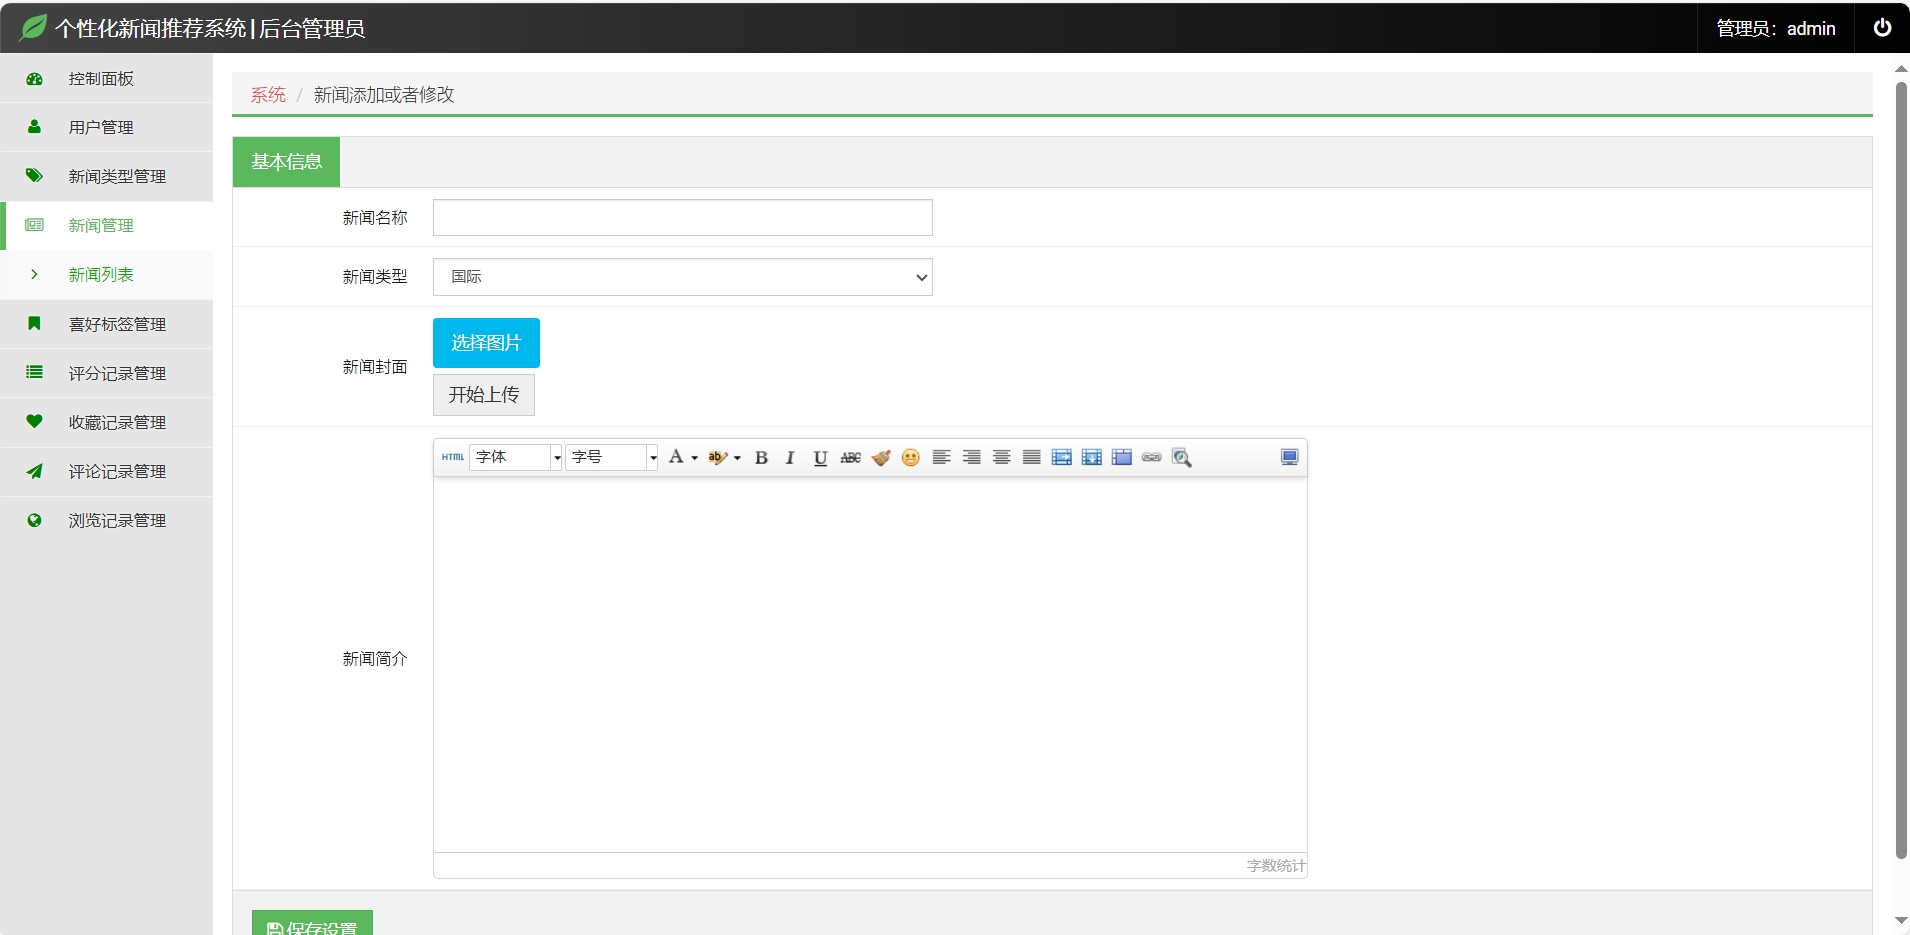 个性化新闻推荐系统|后台管理员
管理员：admin
控制面板
用户管理
新闻类型管理
新闻管理
新闻列表
喜好标签管理
评分记录管理
收藏记录管理
评论记录管理
浏览记录管理
系统 / 新闻添加或者修改
基本信息
新闻名称
新闻类型
国际
新闻封面
选择图片
开始上传
新闻简介
HTML 字体 字号 A ab B I U ABC
字数统计
保存设置